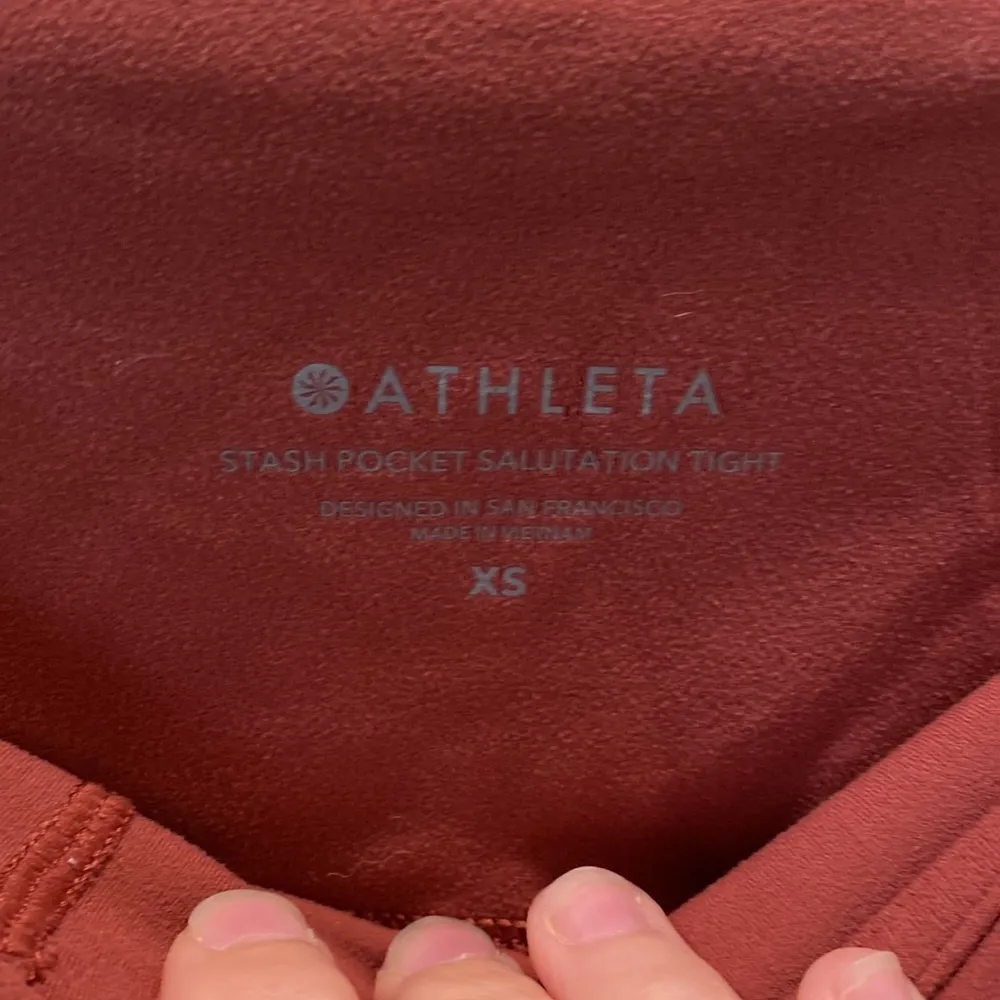 ATHLETA
STASH POCKET SALUTATION TIGHT
DESIGNED IN SAN FRANCISCO
MADE IN VIETNAM
XS